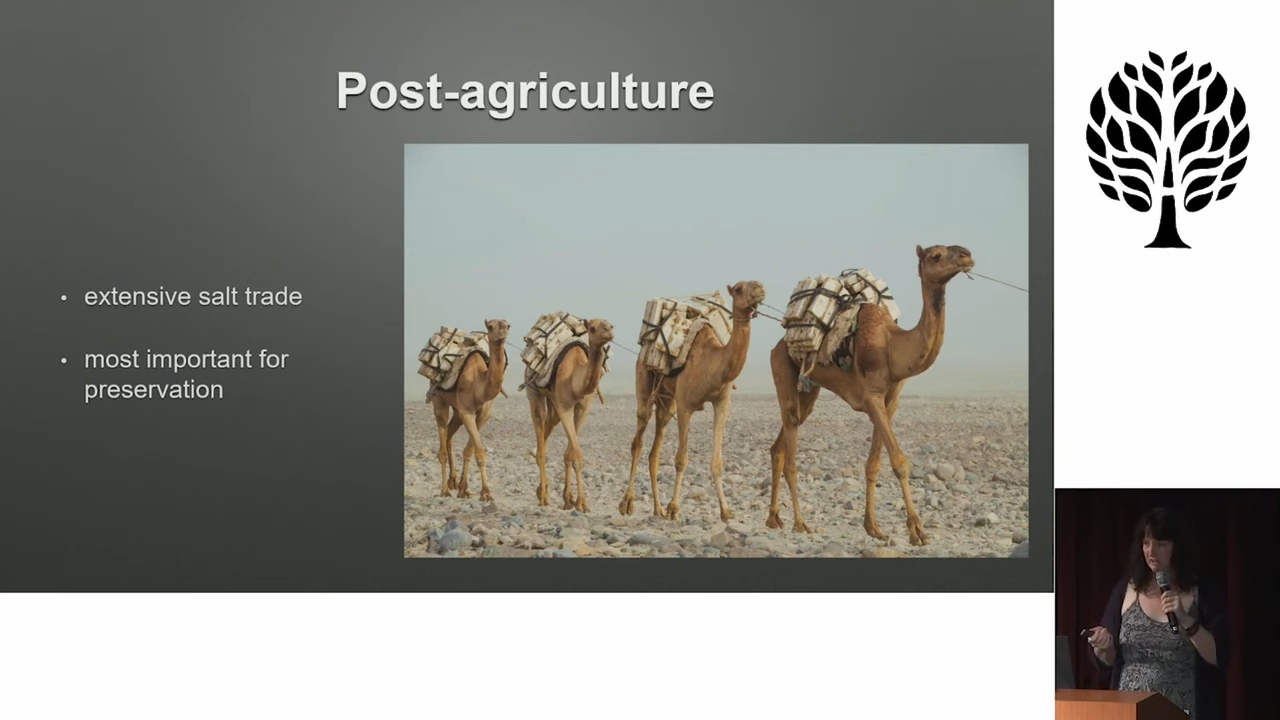 Post-agriculture
• extensive salt trade
• most important for
preservation